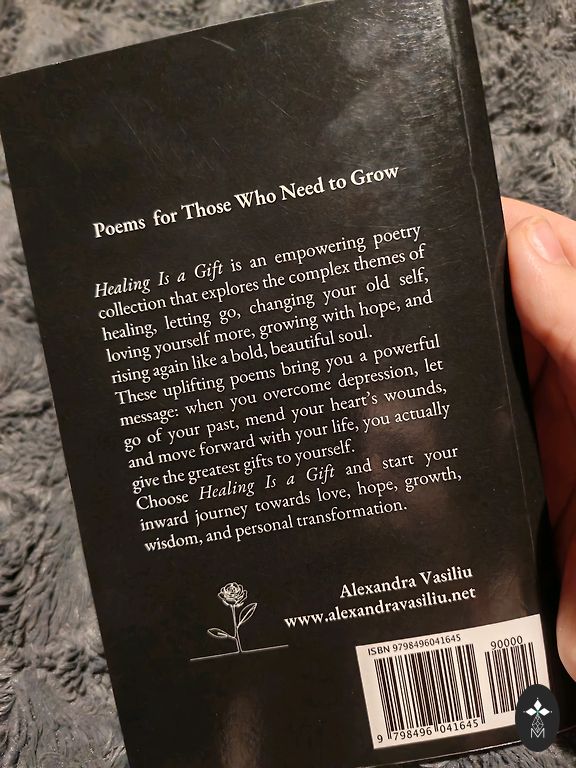 Poems for Those Who Need to Grow
Healing Is a Gift is an empowering poetry
collection that explores the complex themes of
healing, letting go, changing your old self,
loving yourself more, growing with hope, and
rising again like a bold, beautiful soul.
These uplifting poems bring you a powerful
message: when you overcome depression, let
go of your past, mend your heart's wounds,
and move forward with your life, you actually
give the greatest gifts to yourself.
Choose Healing Is a Gift and start your
inward journey towards love, hope, growth,
wisdom, and personal transformation.
Alexandra Vasiliu
www.alexandravasiliu.net
ISBN 9798496041645
90000
9 798496 041645
M